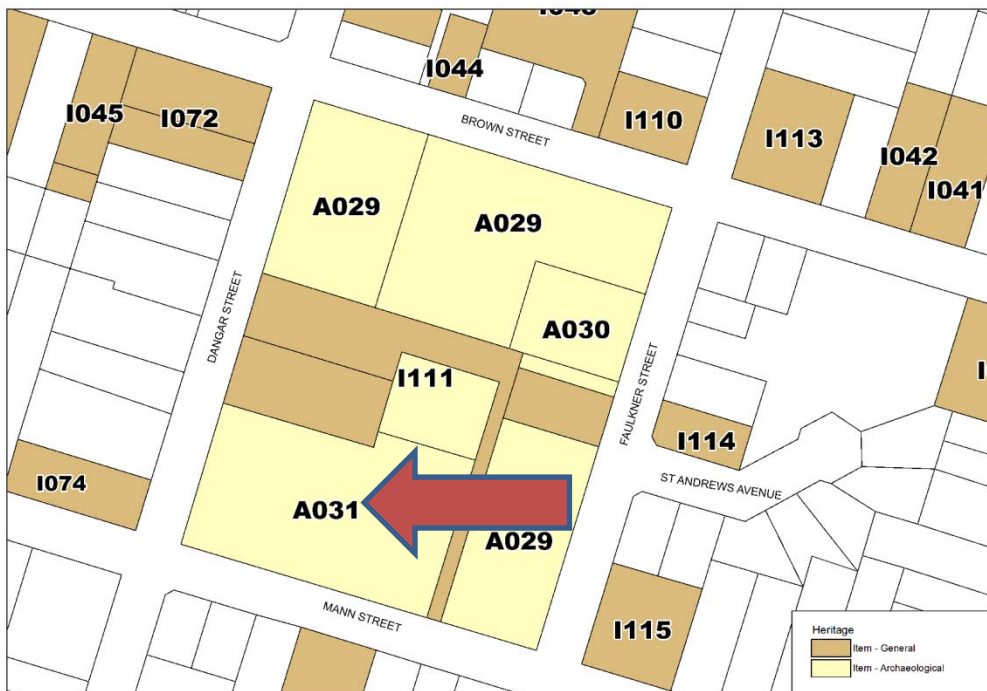 I044
I045
I072
BROWN STREET
I110
I113
I042
I041
A029
A029
DANGAR STREET
A030
I111
FAULKNER STREET
I114
I074
ST ANDREWS AVENUE
A031
A029
MANN STREET
I115
Heritage
Item - General
Item - Archaeological